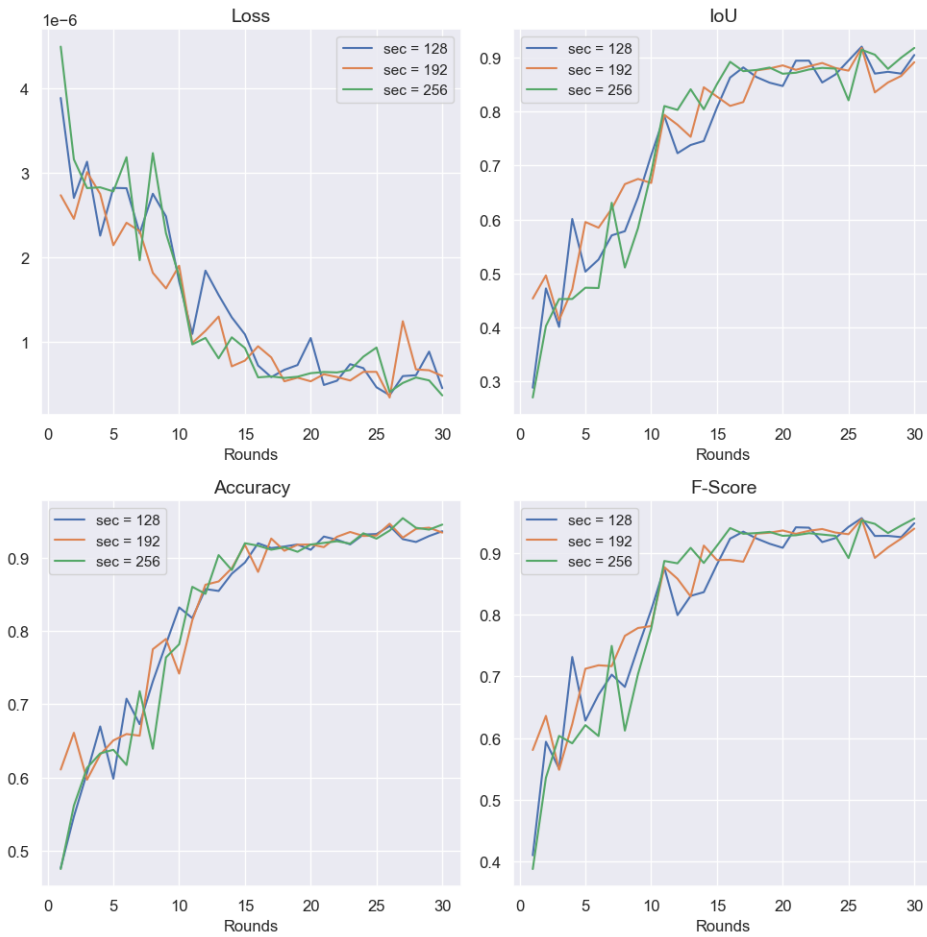 Loss
1e−6
sec = 128
sec = 192
sec = 256
4
3
2
1
0 5 10 15 20 25 30
Rounds
IoU
sec = 128
sec = 192
sec = 256
0.9
0.8
0.7
0.6
0.5
0.4
0.3
0 5 10 15 20 25 30
Rounds
Accuracy
sec = 128
sec = 192
sec = 256
0.9
0.8
0.7
0.6
0.5
0 5 10 15 20 25 30
Rounds
F-Score
sec = 128
sec = 192
sec = 256
0.9
0.8
0.7
0.6
0.5
0.4
0 5 10 15 20 25 30
Rounds